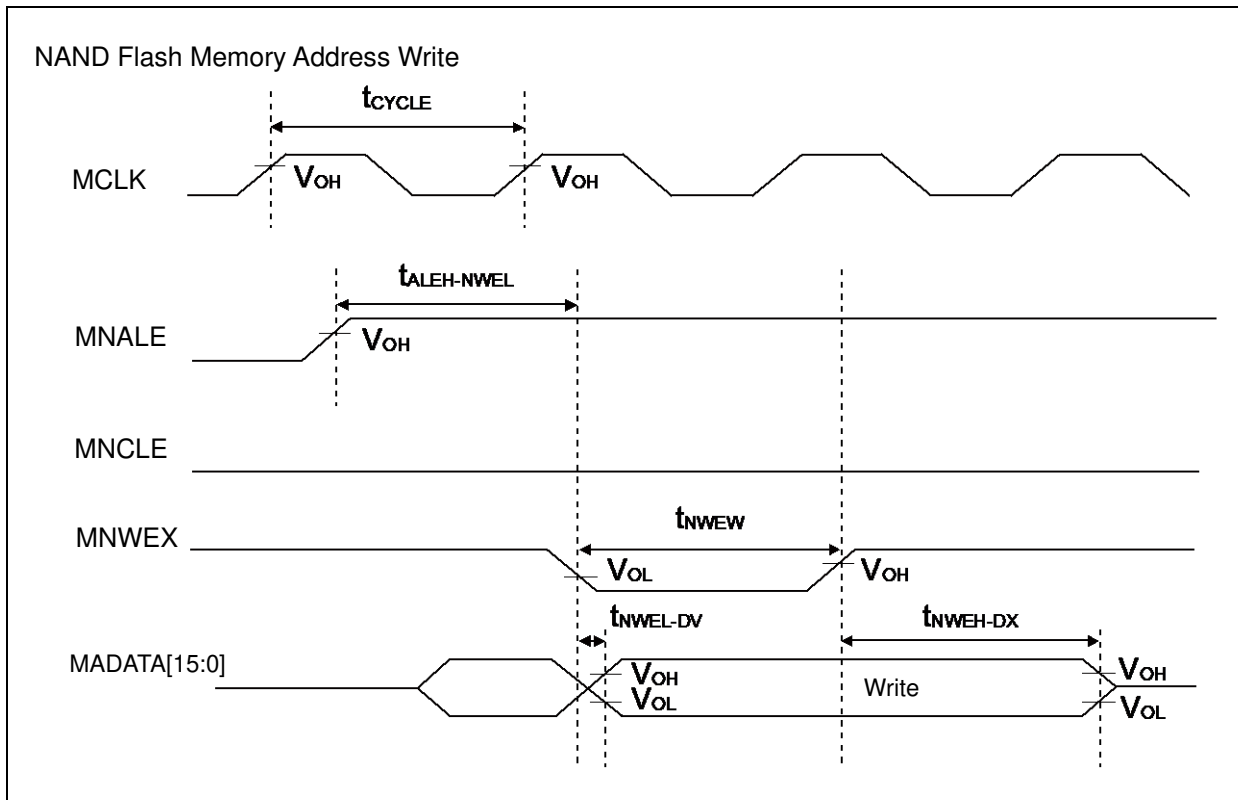 NAND Flash Memory Address Write
tCYCLE
MCLK
VOH
VOH
tALEH-NWEL
MNALE
VOH
MNCLE
tNWEW
MNWEX
VOL
VOH
tNWEL-DV
tNWEH-DX
MADATA[15:0]
VOH
VOL
Write
VOH
VOL